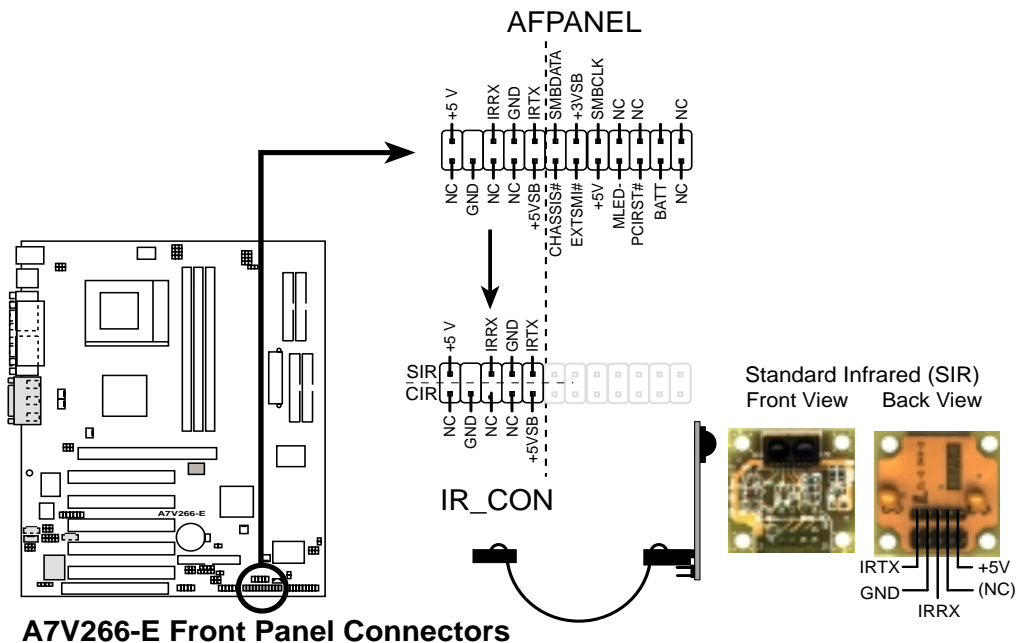 AFPANEL
+5 V
IRRX
GND
IRTX
SMBDATA
+3VSB
SMBCLK
NC
NC
NC
NC
GND
NC
NC
+5VSB
CHASSIS#
EXTSMI#
+5V
MLED-
PCIRST#
BATT
NC
+5 V
IRRX
GND
IRTX
SIR
CIR
NC
GND
NC
NC
+5VSB
IR_CON
Standard Infrared (SIR)
Front View Back View
IRTX
GND
IRRX
+5V
(NC)
A7V266-E
A7V266-E Front Panel Connectors